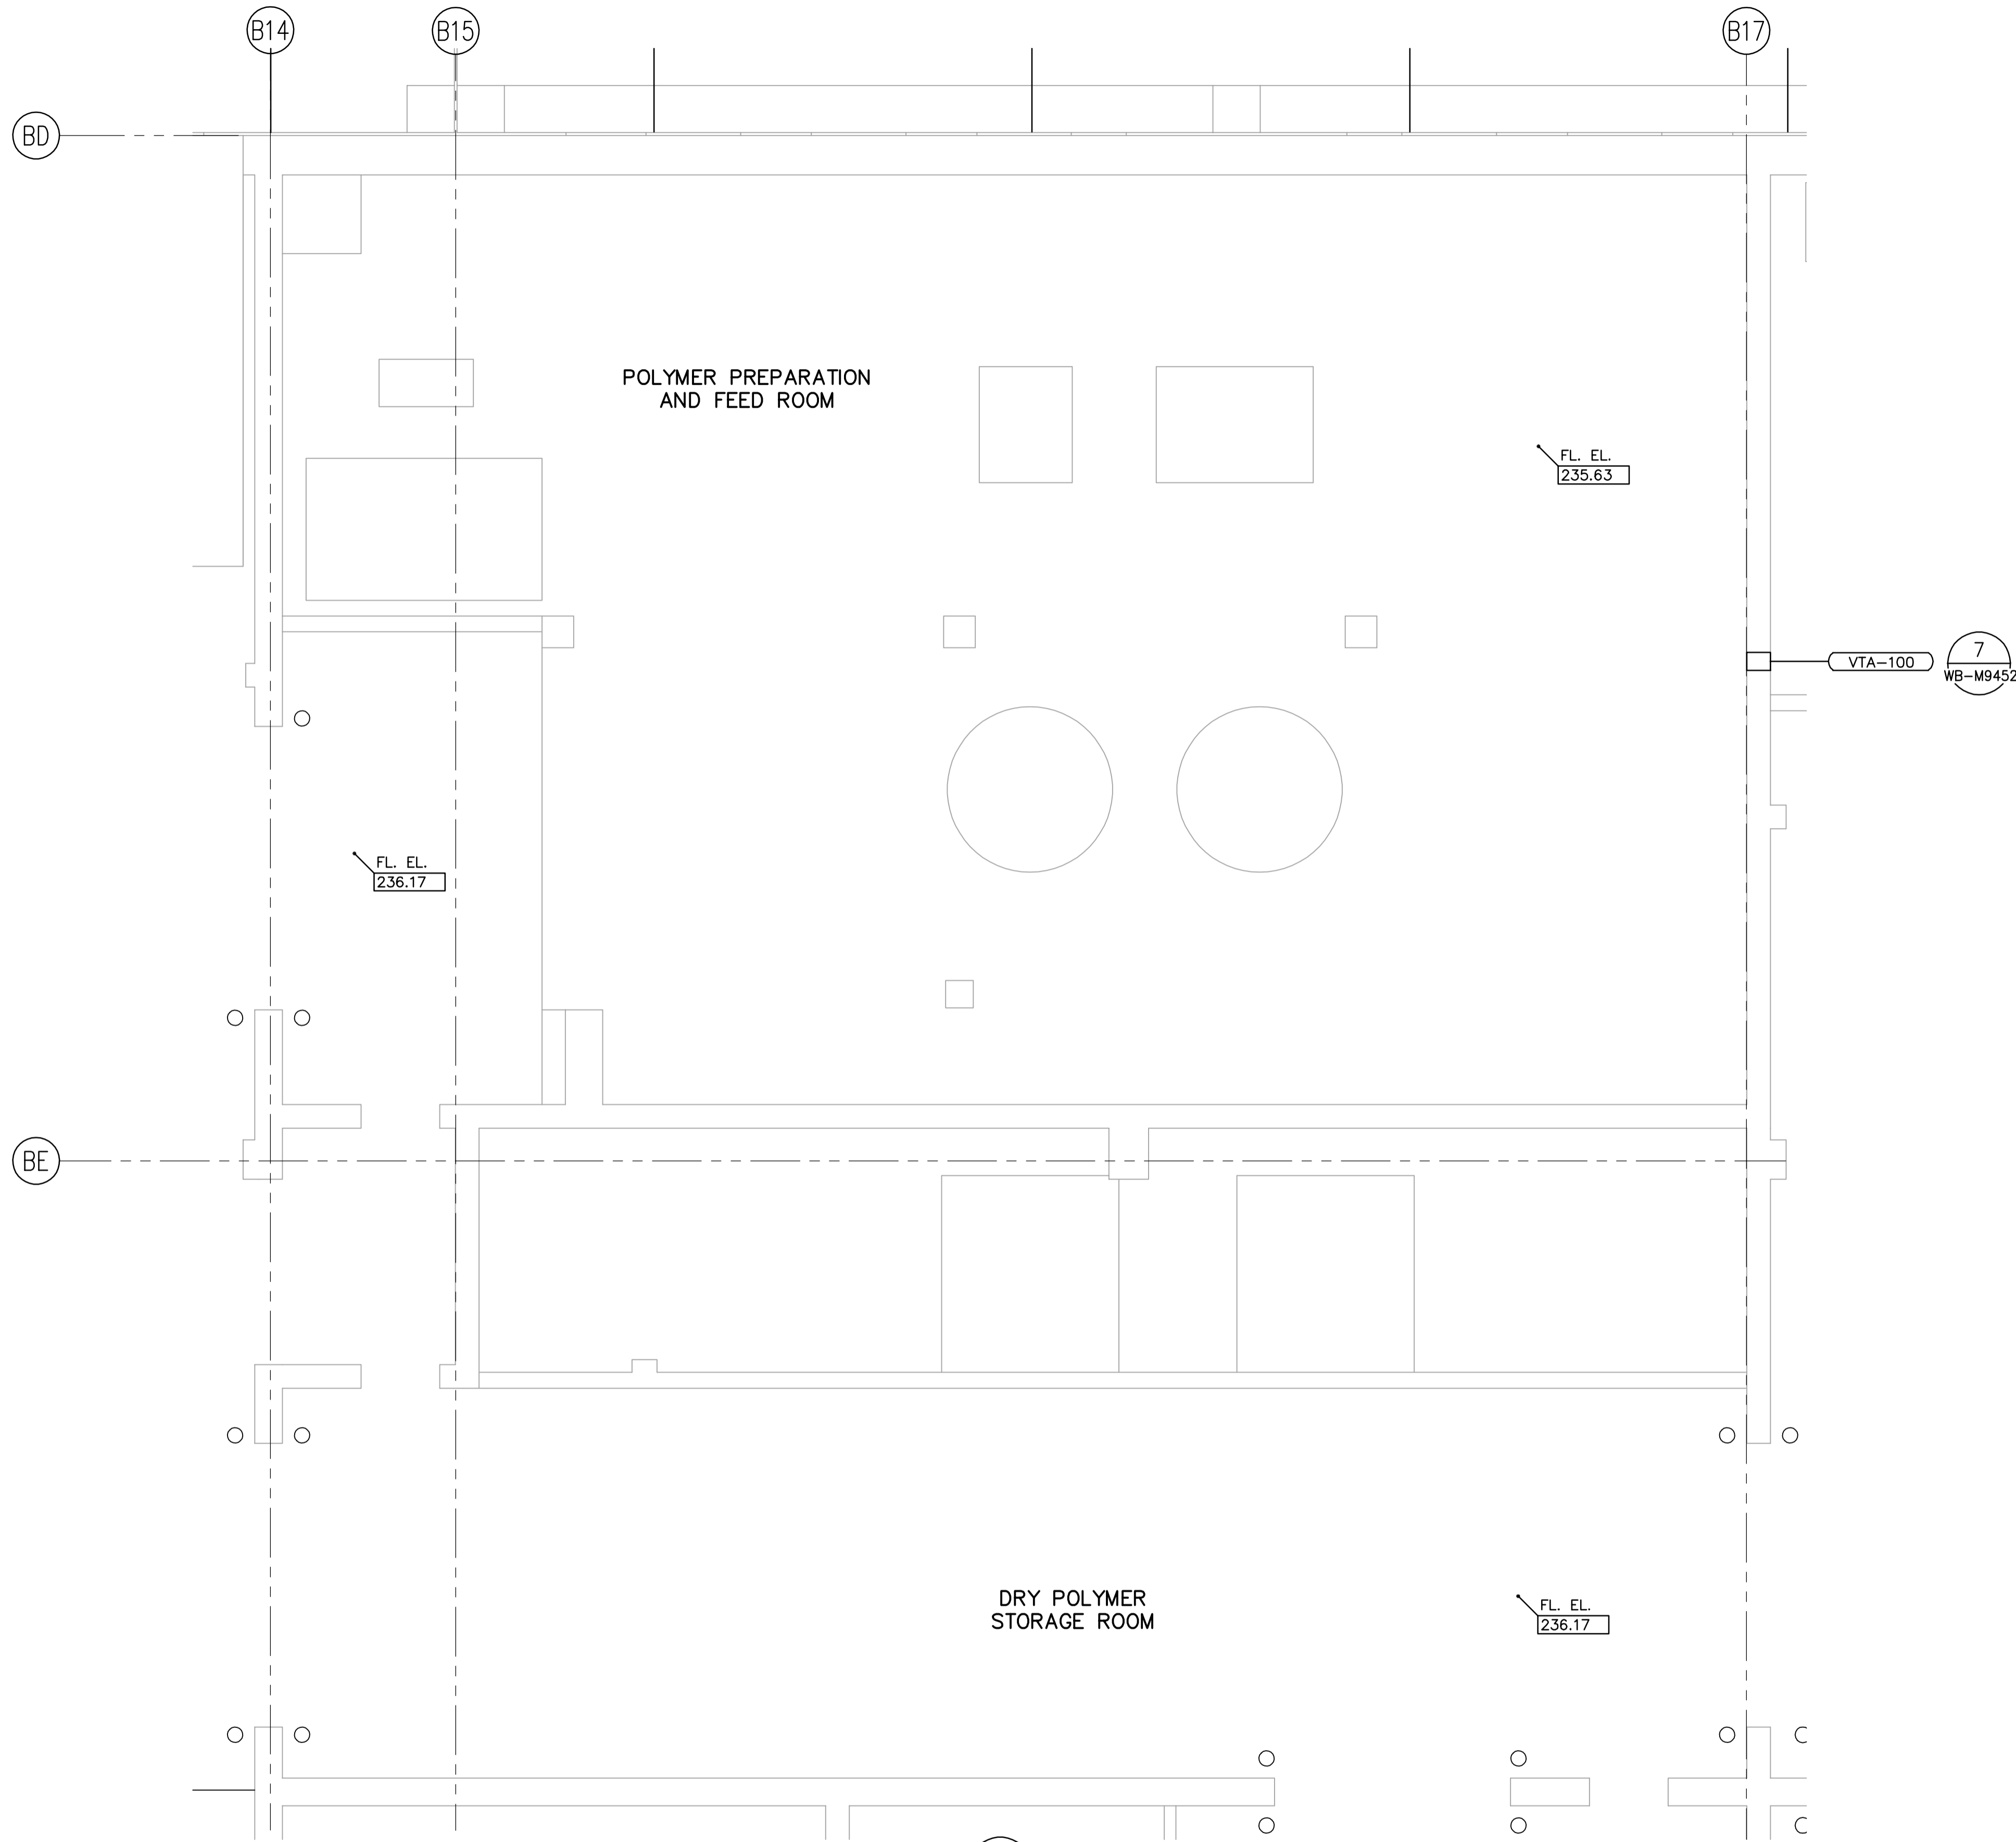 B14
B15
B17
BD
POLYMER PREPARATION
AND FEED ROOM
FL. EL.
235.63
VTA-100
7
WB-M9452
FL. EL.
236.17
BE
DRY POLYMER
STORAGE ROOM
FL. EL.
236.17